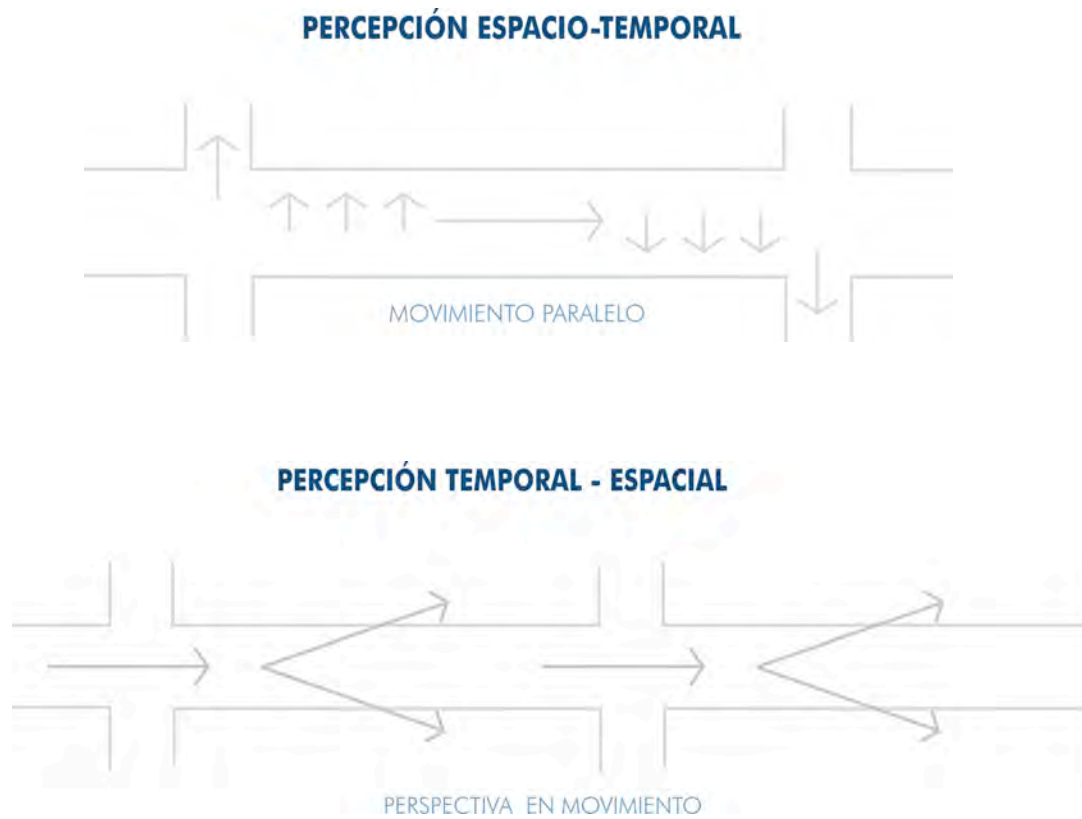 PERCEPCIÓN ESPACIO-TEMPORAL
MOVIMIENTO PARALELO
PERCEPCIÓN TEMPORAL - ESPACIAL
PERSPECTIVA EN MOVIMIENTO